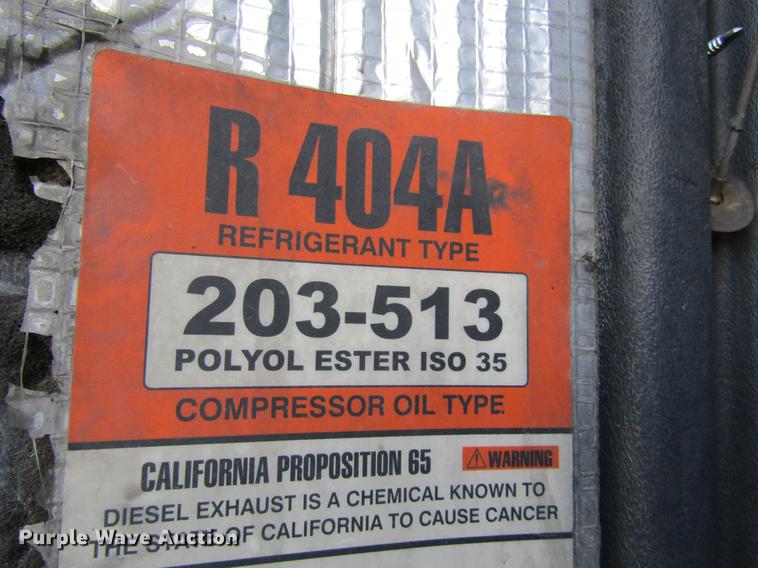 R 404A
REFRIGERANT TYPE
203-513
POLYOL ESTER ISO 35
COMPRESSOR OIL TYPE
CALIFORNIA PROPOSITION 65 WARNING
DIESEL EXHAUST IS A CHEMICAL KNOWN TO
THE STATE OF CALIFORNIA TO CAUSE CANCER
Purple Wave Auction